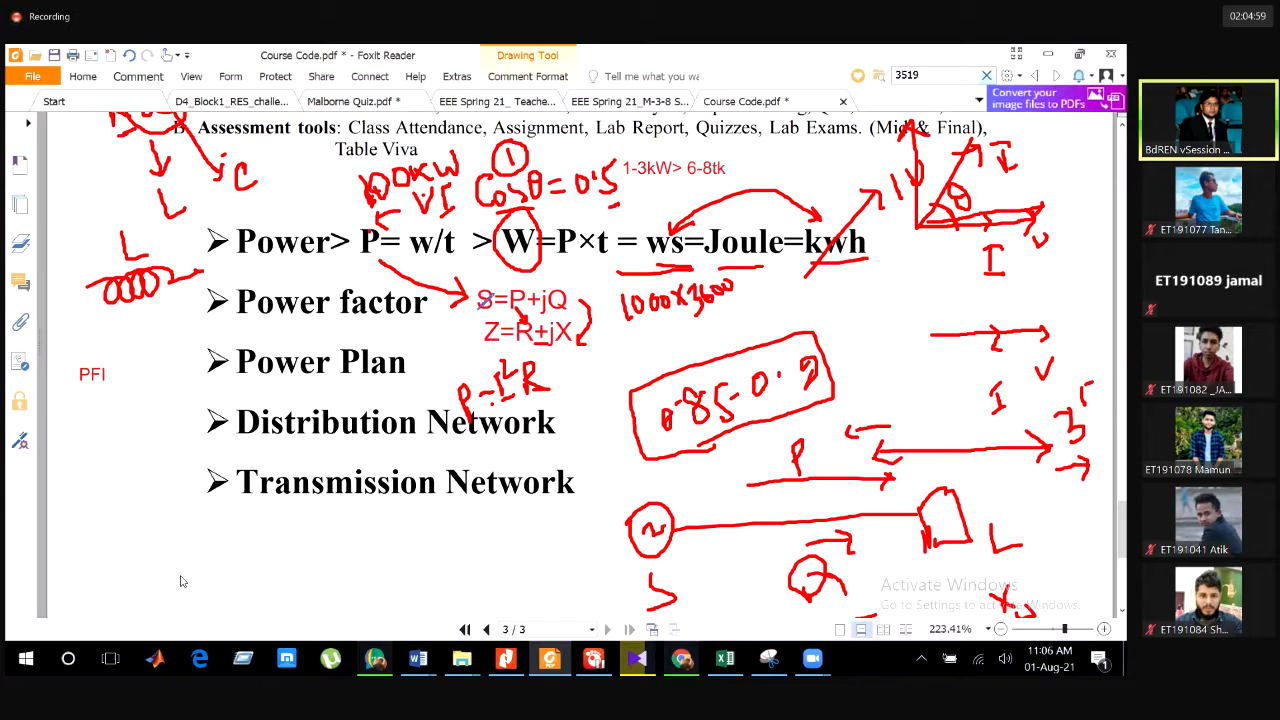 Recording
02:04:59
Course Code.pdf * - Foxit Reader
Drawing Tool
File Home Comment View Form Protect Share Connect Help Extras Comment Format
Tell me what you wa
3519
Start
D4_Block1_RES_challe...
Malborne Quiz.pdf *
EEE Spring 21_ Teache...
EEE Spring 21_M-3-8 S...
Course Code.pdf *
Convert your
image files to PDFs
Assessment tools: Class Attendance, Assignment, Lab Report, Quizzes, Lab Exams. (Mid & Final),
Table Viva
jC
L
100KW
VI
1
Cosθ=0.5
1-3kW> 6-8tk
V
I
θ
I
V
L
Power> P= w/t > W=P×t = ws=Joule=kwh
1000×3600
Power factor
S=P+jQ
Z=R+jX
P=I²R
Power Plan
PFI
0.85-0.9
I
V
Distribution Network
Transmission Network
P
S
L
Q
Activate Windows
Go to Settings to activate Windows.
3 / 3
223.41%
11:06 AM
01-Aug-21
BdREN vSession ...
ET191077 Tan...
ET191089 jamal
ET191082 _JA...
ET191078 Mamun
ET191041 Atik
ET191084 Sh...